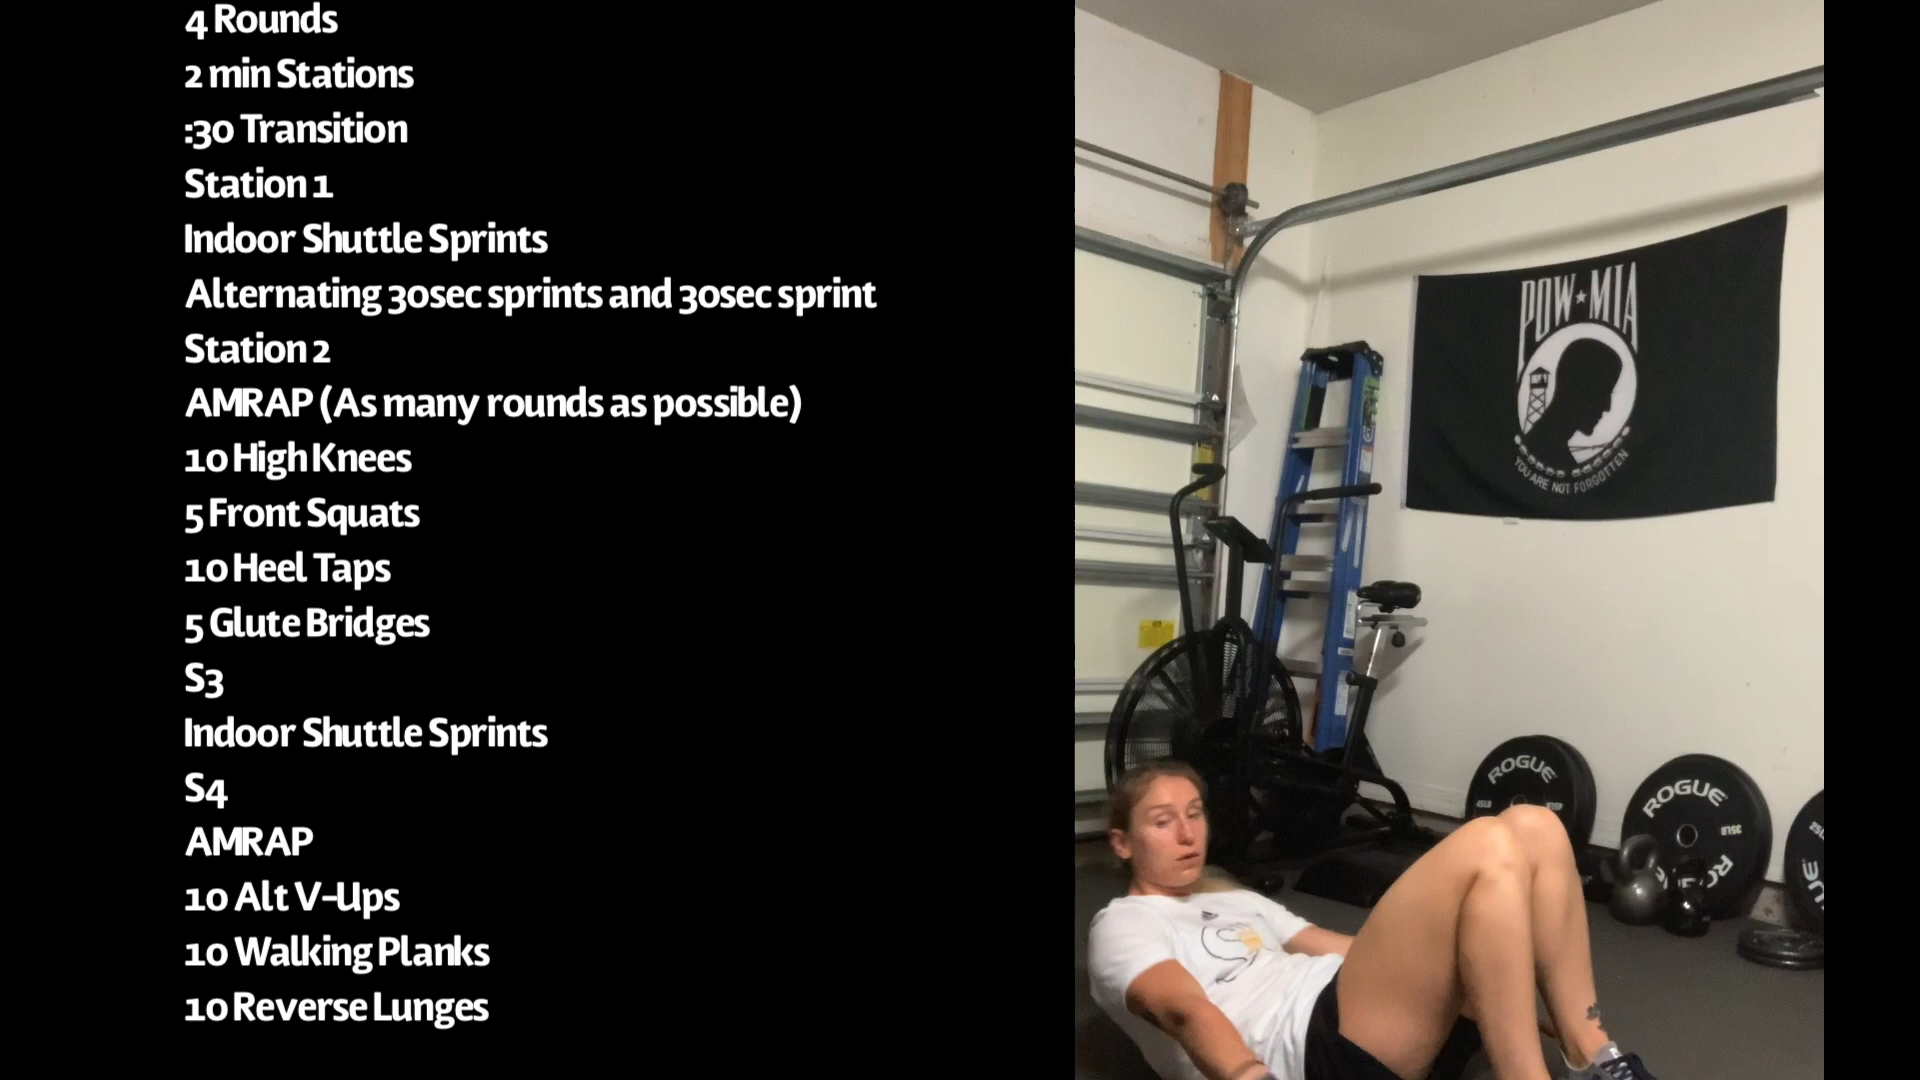 4 Rounds
2 min Stations
:30 Transition
Station 1
Indoor Shuttle Sprints
Alternating 30sec sprints and 30sec sprint
Station 2
AMRAP (As many rounds as possible)
10 High Knees
5 Front Squats
10 Heel Taps
5 Glute Bridges
S3
Indoor Shuttle Sprints
S4
AMRAP
10 Alt V-Ups
10 Walking Planks
10 Reverse Lunges
POW★MIA
YOU ARE NOT FORGOTTEN
ROGUE
45LB
ROGUE
35LB
ROGUE